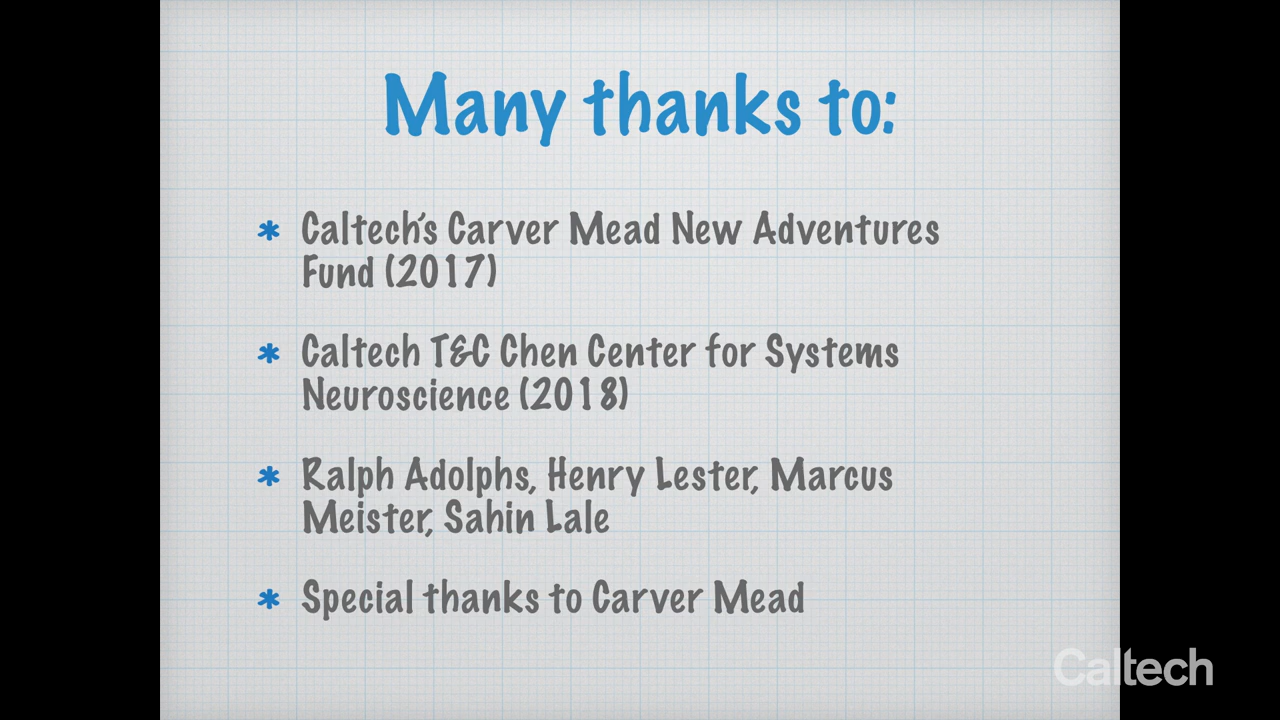 Many thanks to:
* Caltech's Carver Mead New Adventures
Fund (2017)
* Caltech T&C Chen Center for Systems
Neuroscience (2018)
* Ralph Adolphs, Henry Lester, Marcus
Meister, Sahin Lale
* Special thanks to Carver Mead
Caltech